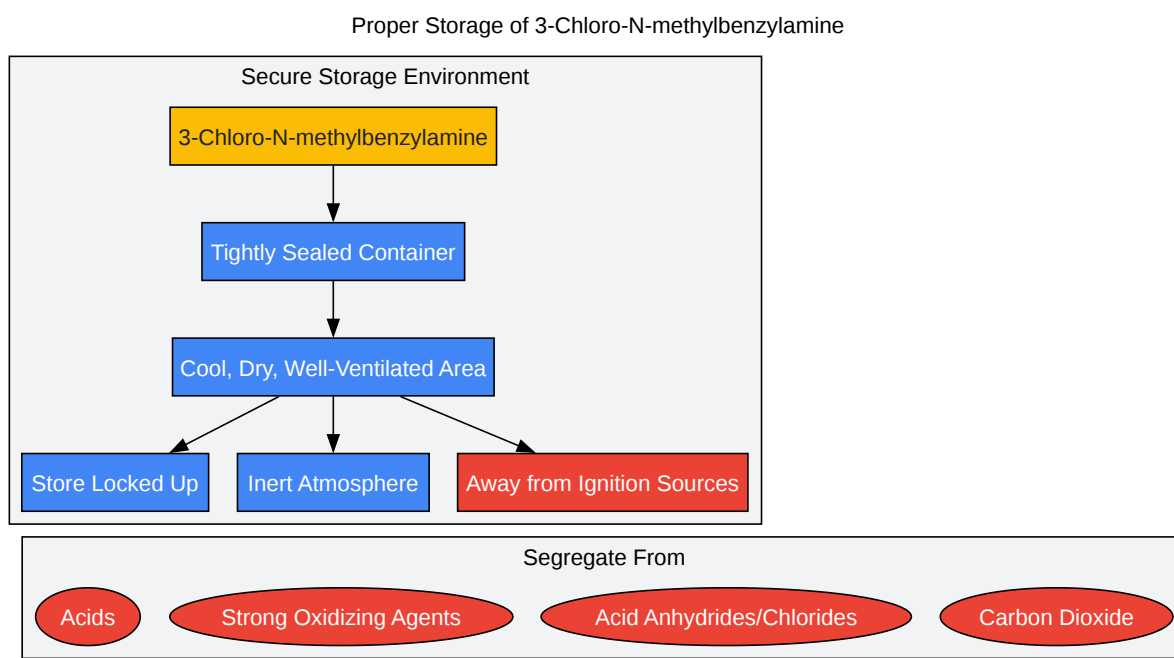 Proper Storage of 3-Chloro-N-methylbenzylamine
Secure Storage Environment
3-Chloro-N-methylbenzylamine
Tightly Sealed Container
Cool, Dry, Well-Ventilated Area
Store Locked Up
Inert Atmosphere
Away from Ignition Sources
Segregate From
Acids
Strong Oxidizing Agents
Acid Anhydrides/Chlorides
Carbon Dioxide